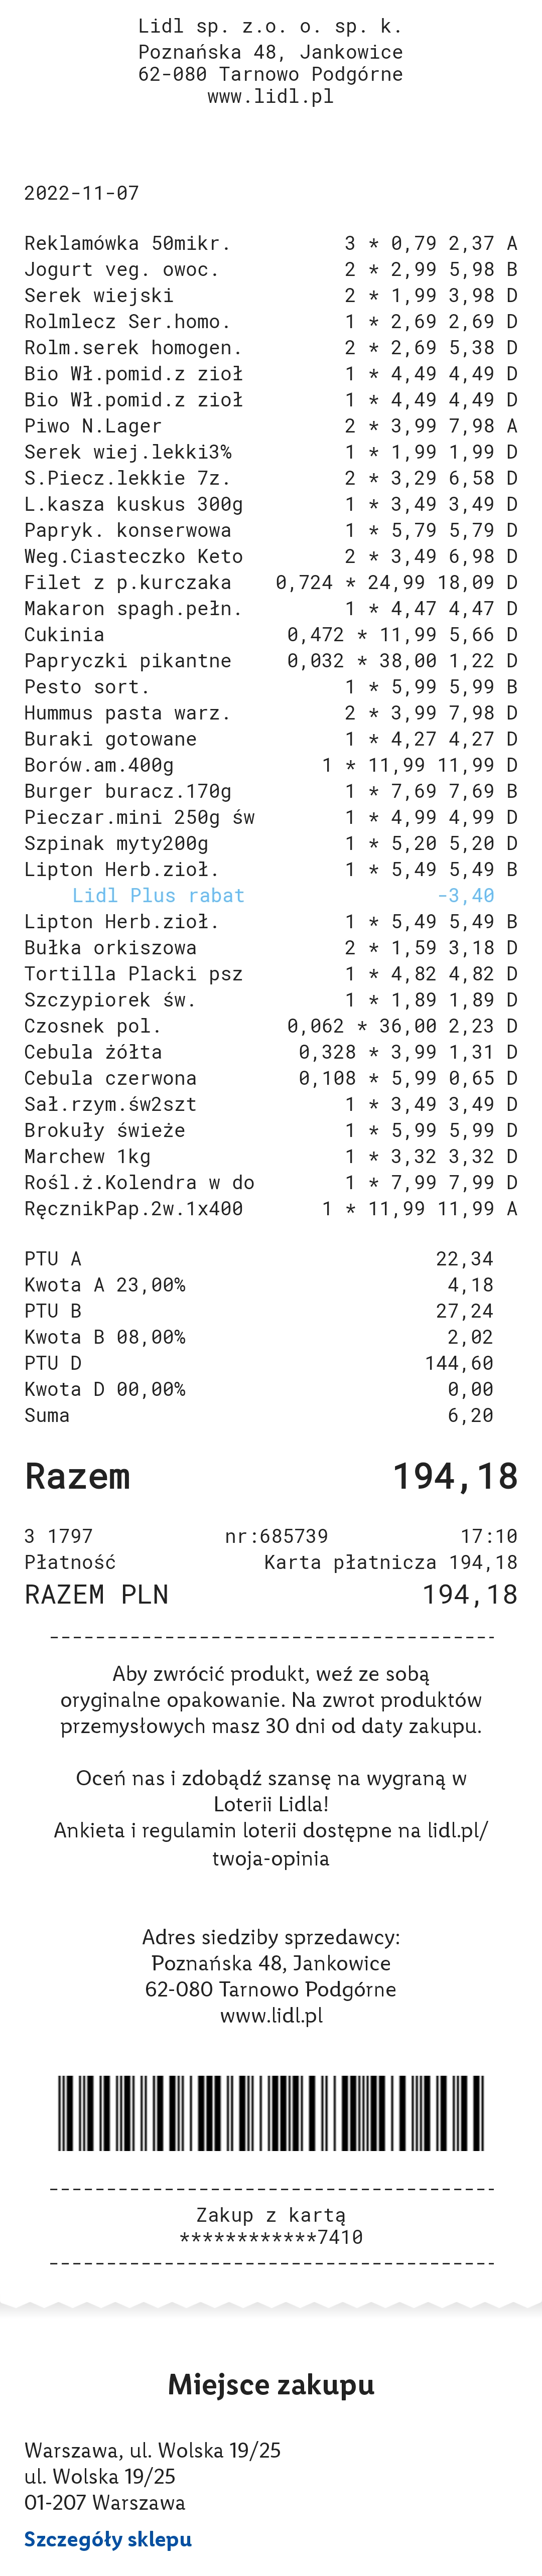 Lidl sp. z.o. o. sp. k.
Poznańska 48, Jankowice
62-080 Tarnowo Podgórne
www.lidl.pl
2022-11-07
Reklamówka 50mikr. 3 * 0,79 2,37 A
Jogurt veg. owoc. 2 * 2,99 5,98 B
Serek wiejski 2 * 1,99 3,98 D
Rolmlecz Ser.homo. 1 * 2,69 2,69 D
Rolm.serek homogen. 2 * 2,69 5,38 D
Bio Wł.pomid.z zioł 1 * 4,49 4,49 D
Bio Wł.pomid.z zioł 1 * 4,49 4,49 D
Piwo N.Lager 2 * 3,99 7,98 A
Serek wiej.lekki3% 1 * 1,99 1,99 D
S.Piecz.lekkie 7z. 2 * 3,29 6,58 D
L.kasza kuskus 300g 1 * 3,49 3,49 D
Papryk. konserwowa 1 * 5,79 5,79 D
Weg.Ciasteczko Keto 2 * 3,49 6,98 D
Filet z p.kurczaka 0,724 * 24,99 18,09 D
Makaron spagh.pełn. 1 * 4,47 4,47 D
Cukinia 0,472 * 11,99 5,66 D
Papryczki pikantne 0,032 * 38,00 1,22 D
Pesto sort. 1 * 5,99 5,99 B
Hummus pasta warz. 2 * 3,99 7,98 D
Buraki gotowane 1 * 4,27 4,27 D
Borów.am.400g 1 * 11,99 11,99 D
Burger buracz.170g 1 * 7,69 7,69 B
Pieczar.mini 250g św 1 * 4,99 4,99 D
Szpinak myty200g 1 * 5,20 5,20 D
Lipton Herb.zioł. 1 * 5,49 5,49 B
Lidl Plus rabat -3,40
Lipton Herb.zioł. 1 * 5,49 5,49 B
Bułka orkiszowa 2 * 1,59 3,18 D
Tortilla Placki psz 1 * 4,82 4,82 D
Szczypiorek św. 1 * 1,89 1,89 D
Czosnek pol. 0,062 * 36,00 2,23 D
Cebula żółta 0,328 * 3,99 1,31 D
Cebula czerwona 0,108 * 5,99 0,65 D
Sał.rzym.św2szt 1 * 3,49 3,49 D
Brokuły świeże 1 * 5,99 5,99 D
Marchew 1kg 1 * 3,32 3,32 D
Rośl.ż.Kolendra w do 1 * 7,99 7,99 D
RęcznikPap.2w.1x400 1 * 11,99 11,99 A
PTU A 22,34
Kwota A 23,00% 4,18
PTU B 27,24
Kwota B 08,00% 2,02
PTU D 144,60
Kwota D 00,00% 0,00
Suma 6,20
Razem 194,18
3 1797 nr:685739 17:10
Płatność Karta płatnicza 194,18
RAZEM PLN 194,18
Aby zwrócić produkt, weź ze sobą
oryginalne opakowanie. Na zwrot produktów
przemysłowych masz 30 dni od daty zakupu.
Oceń nas i zdobądź szansę na wygraną w
Loterii Lidla!
Ankieta i regulamin loterii dostępne na lidl.pl/
twoja-opinia
Adres siedziby sprzedawcy:
Poznańska 48, Jankowice
62-080 Tarnowo Podgórne
www.lidl.pl
Zakup z kartą
************7410
Miejsce zakupu
Warszawa, ul. Wolska 19/25
ul. Wolska 19/25
01-207 Warszawa
Szczegóły sklepu